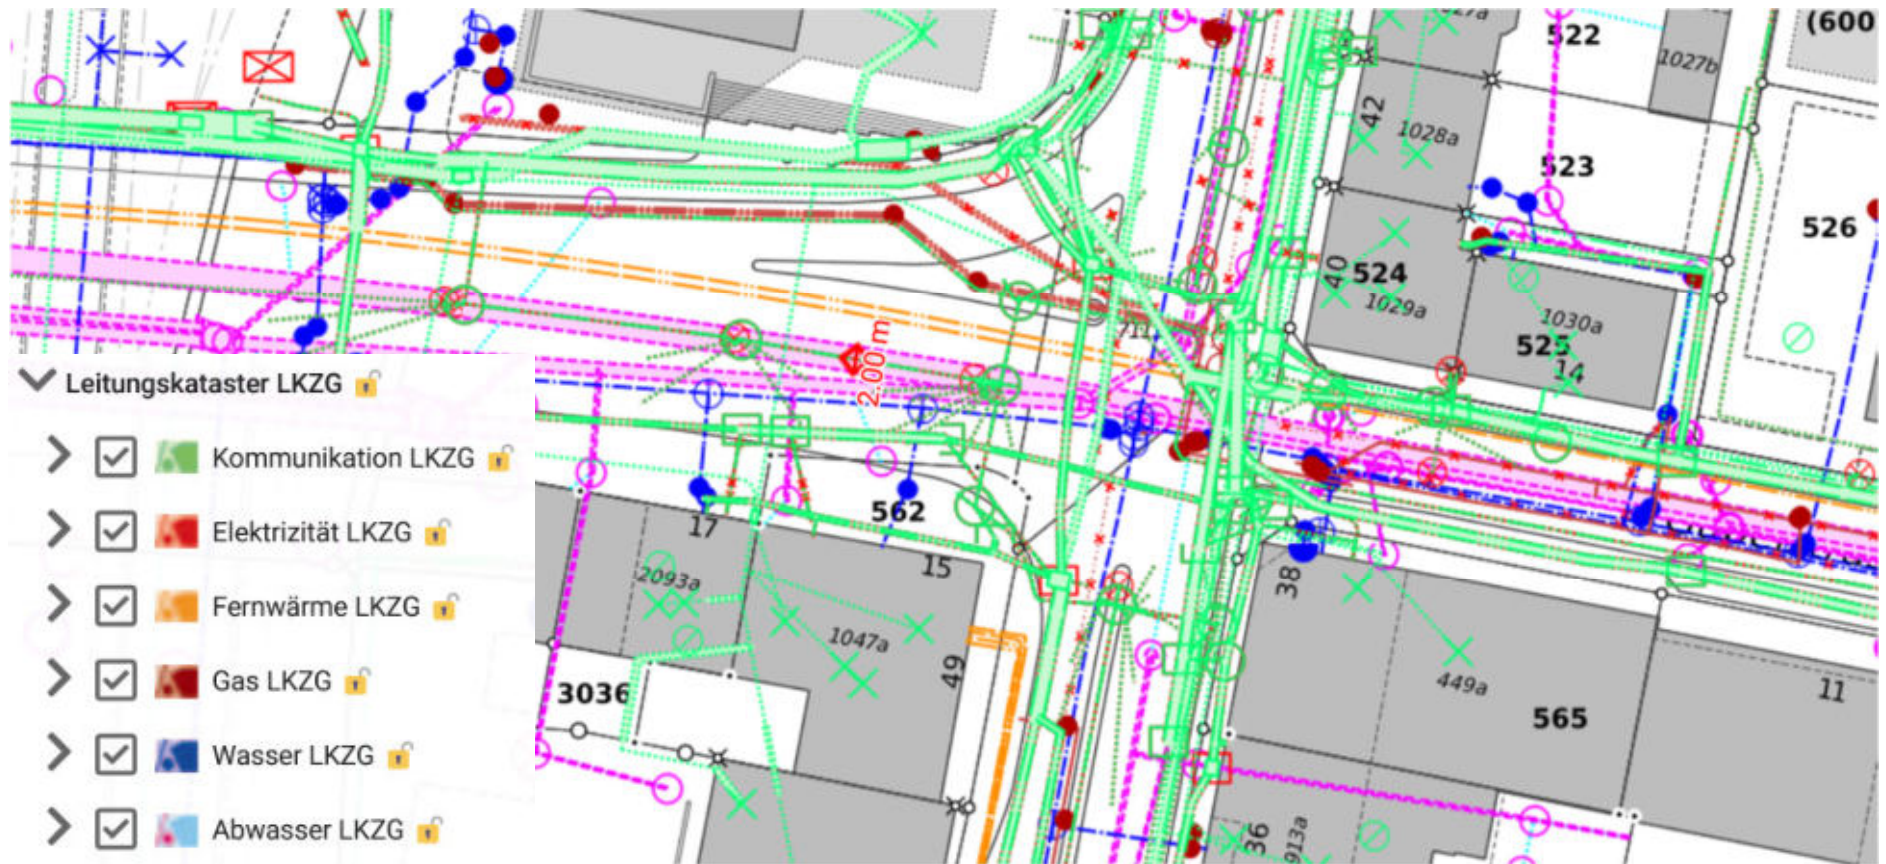 (600
522
1027b
42
1028a
523
526
40
524
1029a
1030a
525
14
711
2.00 m
Leitungskataster LKZG
Kommunikation LKZG
Elektrizität LKZG
Fernwärme LKZG
Gas LKZG
Wasser LKZG
Abwasser LKZG
562
17
15
2093a
1047a
49
3036
38
449a
565
11
36
913a